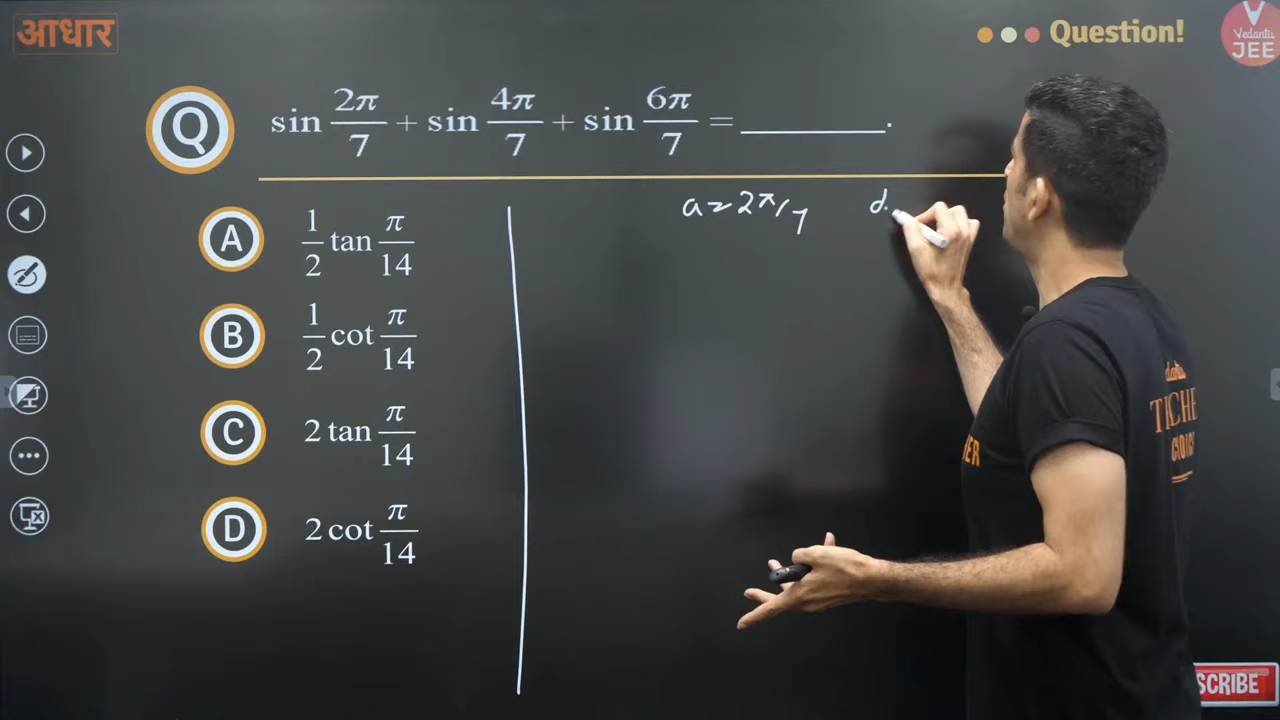 आधार
Question!
Vedantu
JEE
Q
sin 2π/7 + sin 4π/7 + sin 6π/7 = ________.
a = 2π/7 d.
A 1/2 tan π/14
B 1/2 cot π/14
C 2 tan π/14
D 2 cot π/14